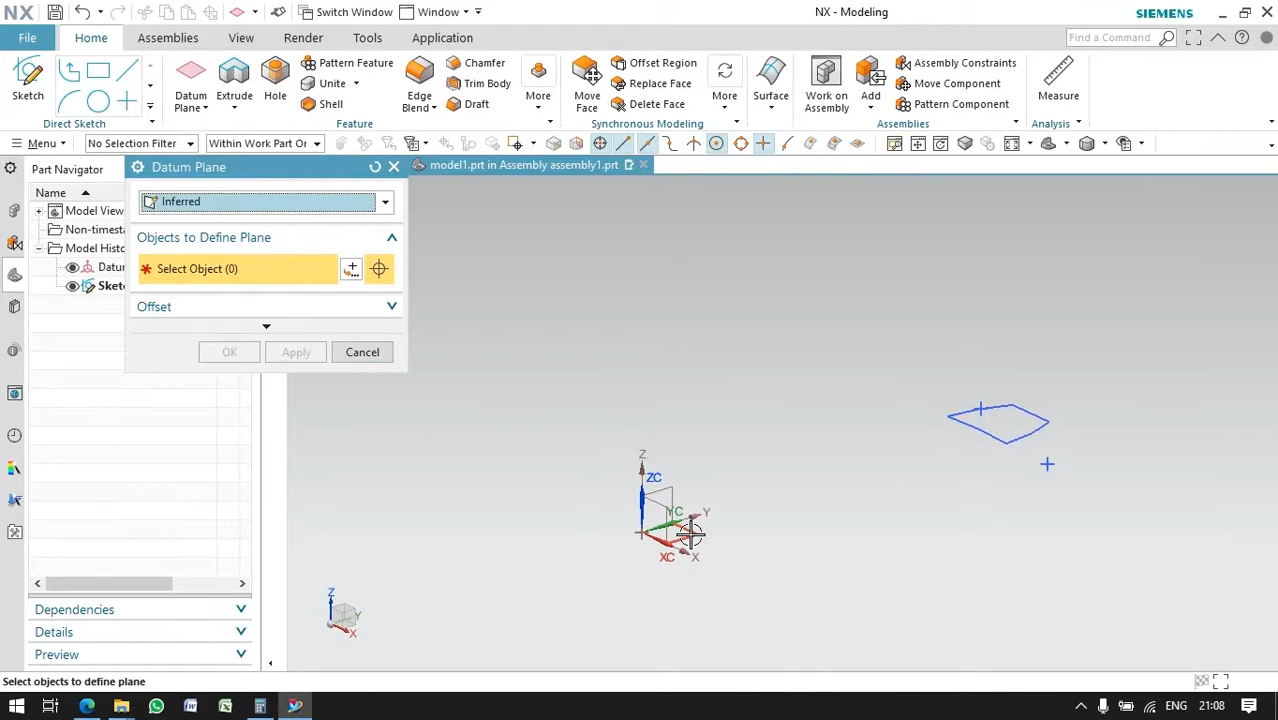 NX
Switch Window
Window
NX - Modeling
SIEMENS
File
Home
Assemblies
View
Render
Tools
Application
Find a Command
Sketch
Direct Sketch
Datum Plane
Extrude
Hole
Pattern Feature
Unite
Shell
Edge Blend
Chamfer
Trim Body
Draft
More
Feature
Move Face
Offset Region
Replace Face
Delete Face
More
Synchronous Modeling
Surface
Work on Assembly
Add
Assembly Constraints
Move Component
Pattern Component
Assemblies
Measure
Analysis
Menu
No Selection Filter
Within Work Part Or
Part Navigator
Name
Model View
Non-timesta
Model Histo
Datur
Sketc
Datum Plane
Inferred
Objects to Define Plane
* Select Object (0)
Offset
OK
Apply
Cancel
model1.prt in Assembly assembly1.prt
Z
ZC
YC
Y
XC
X
Z
Y
X
Dependencies
Details
Preview
Select objects to define plane
ENG
21:08